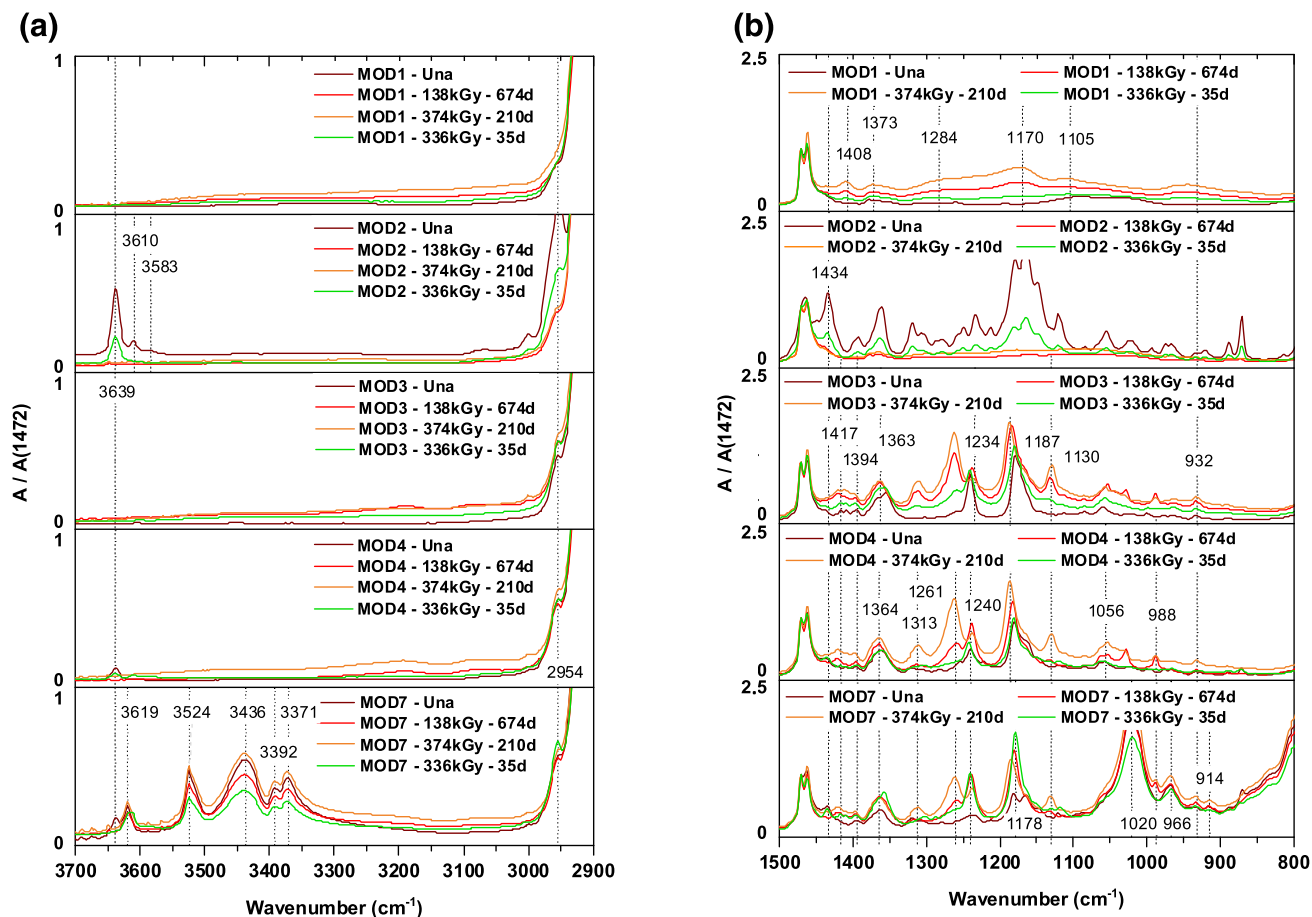 (a)
1
MOD1 - Una
MOD1 - 138kGy - 674d
MOD1 - 374kGy - 210d
MOD1 - 336kGy - 35d
0
1
MOD2 - Una
MOD2 - 138kGy - 674d
MOD2 - 374kGy - 210d
MOD2 - 336kGy - 35d
3610
3583
0
1
3639
MOD3 - Una
MOD3 - 138kGy - 674d
MOD3 - 374kGy - 210d
MOD3 - 336kGy - 35d
0
1
MOD4 - Una
MOD4 - 138kGy - 674d
MOD4 - 374kGy - 210d
MOD4 - 336kGy - 35d
2954
0
1
MOD7 - Una
MOD7 - 138kGy - 674d
MOD7 - 374kGy - 210d
MOD7 - 336kGy - 35d
3619 3524 3436 3371
3392
0
3700 3600 3500 3400 3300 3200 3100 3000 2900
Wavenumber (cm⁻¹)
A / A(1472)
(b)
2.5
MOD1 - Una MOD1 - 138kGy - 674d
MOD1 - 374kGy - 210d MOD1 - 336kGy - 35d
1373 1284 1170 1105
1408
0
2.5
MOD2 - Una MOD2 - 138kGy - 674d
MOD2 - 374kGy - 210d MOD2 - 336kGy - 35d
1434
0
2.5
MOD3 - Una MOD3 - 138kGy - 674d
MOD3 - 374kGy - 210d MOD3 - 336kGy - 35d
1417 1363 1234 1187
1394 1130 932
0
2.5
MOD4 - Una MOD4 - 138kGy - 674d
MOD4 - 374kGy - 210d MOD4 - 336kGy - 35d
1364 1261 1240 1056 988
1313
0
2.5
MOD7 - Una MOD7 - 138kGy - 674d
MOD7 - 374kGy - 210d MOD7 - 336kGy - 35d
914
1178 1020 966
0
1500 1400 1300 1200 1100 1000 900 800
Wavenumber (cm⁻¹)
A / A(1472)